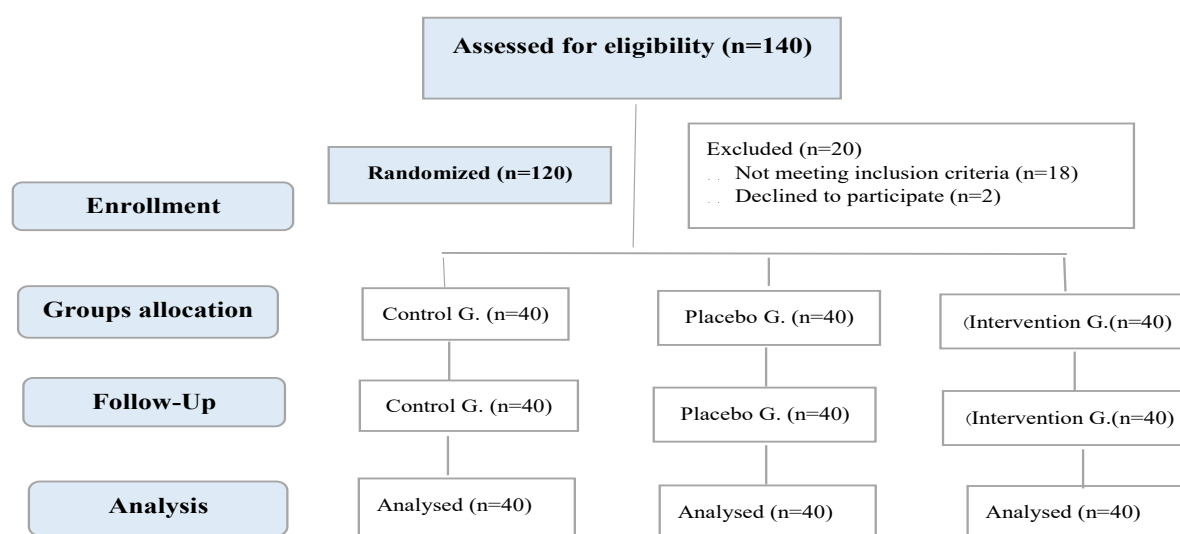 Assessed for eligibility (n=140)
Excluded (n=20)
Not meeting inclusion criteria (n=18)
Declined to participate (n=2)
Randomized (n=120)
Enrollment
Groups allocation
Control G. (n=40)
Placebo G. (n=40)
(Intervention G.(n=40)
Follow-Up
Control G. (n=40)
Placebo G. (n=40)
(Intervention G.(n=40)
Analysis
Analysed (n=40)
Analysed (n=40)
Analysed (n=40)